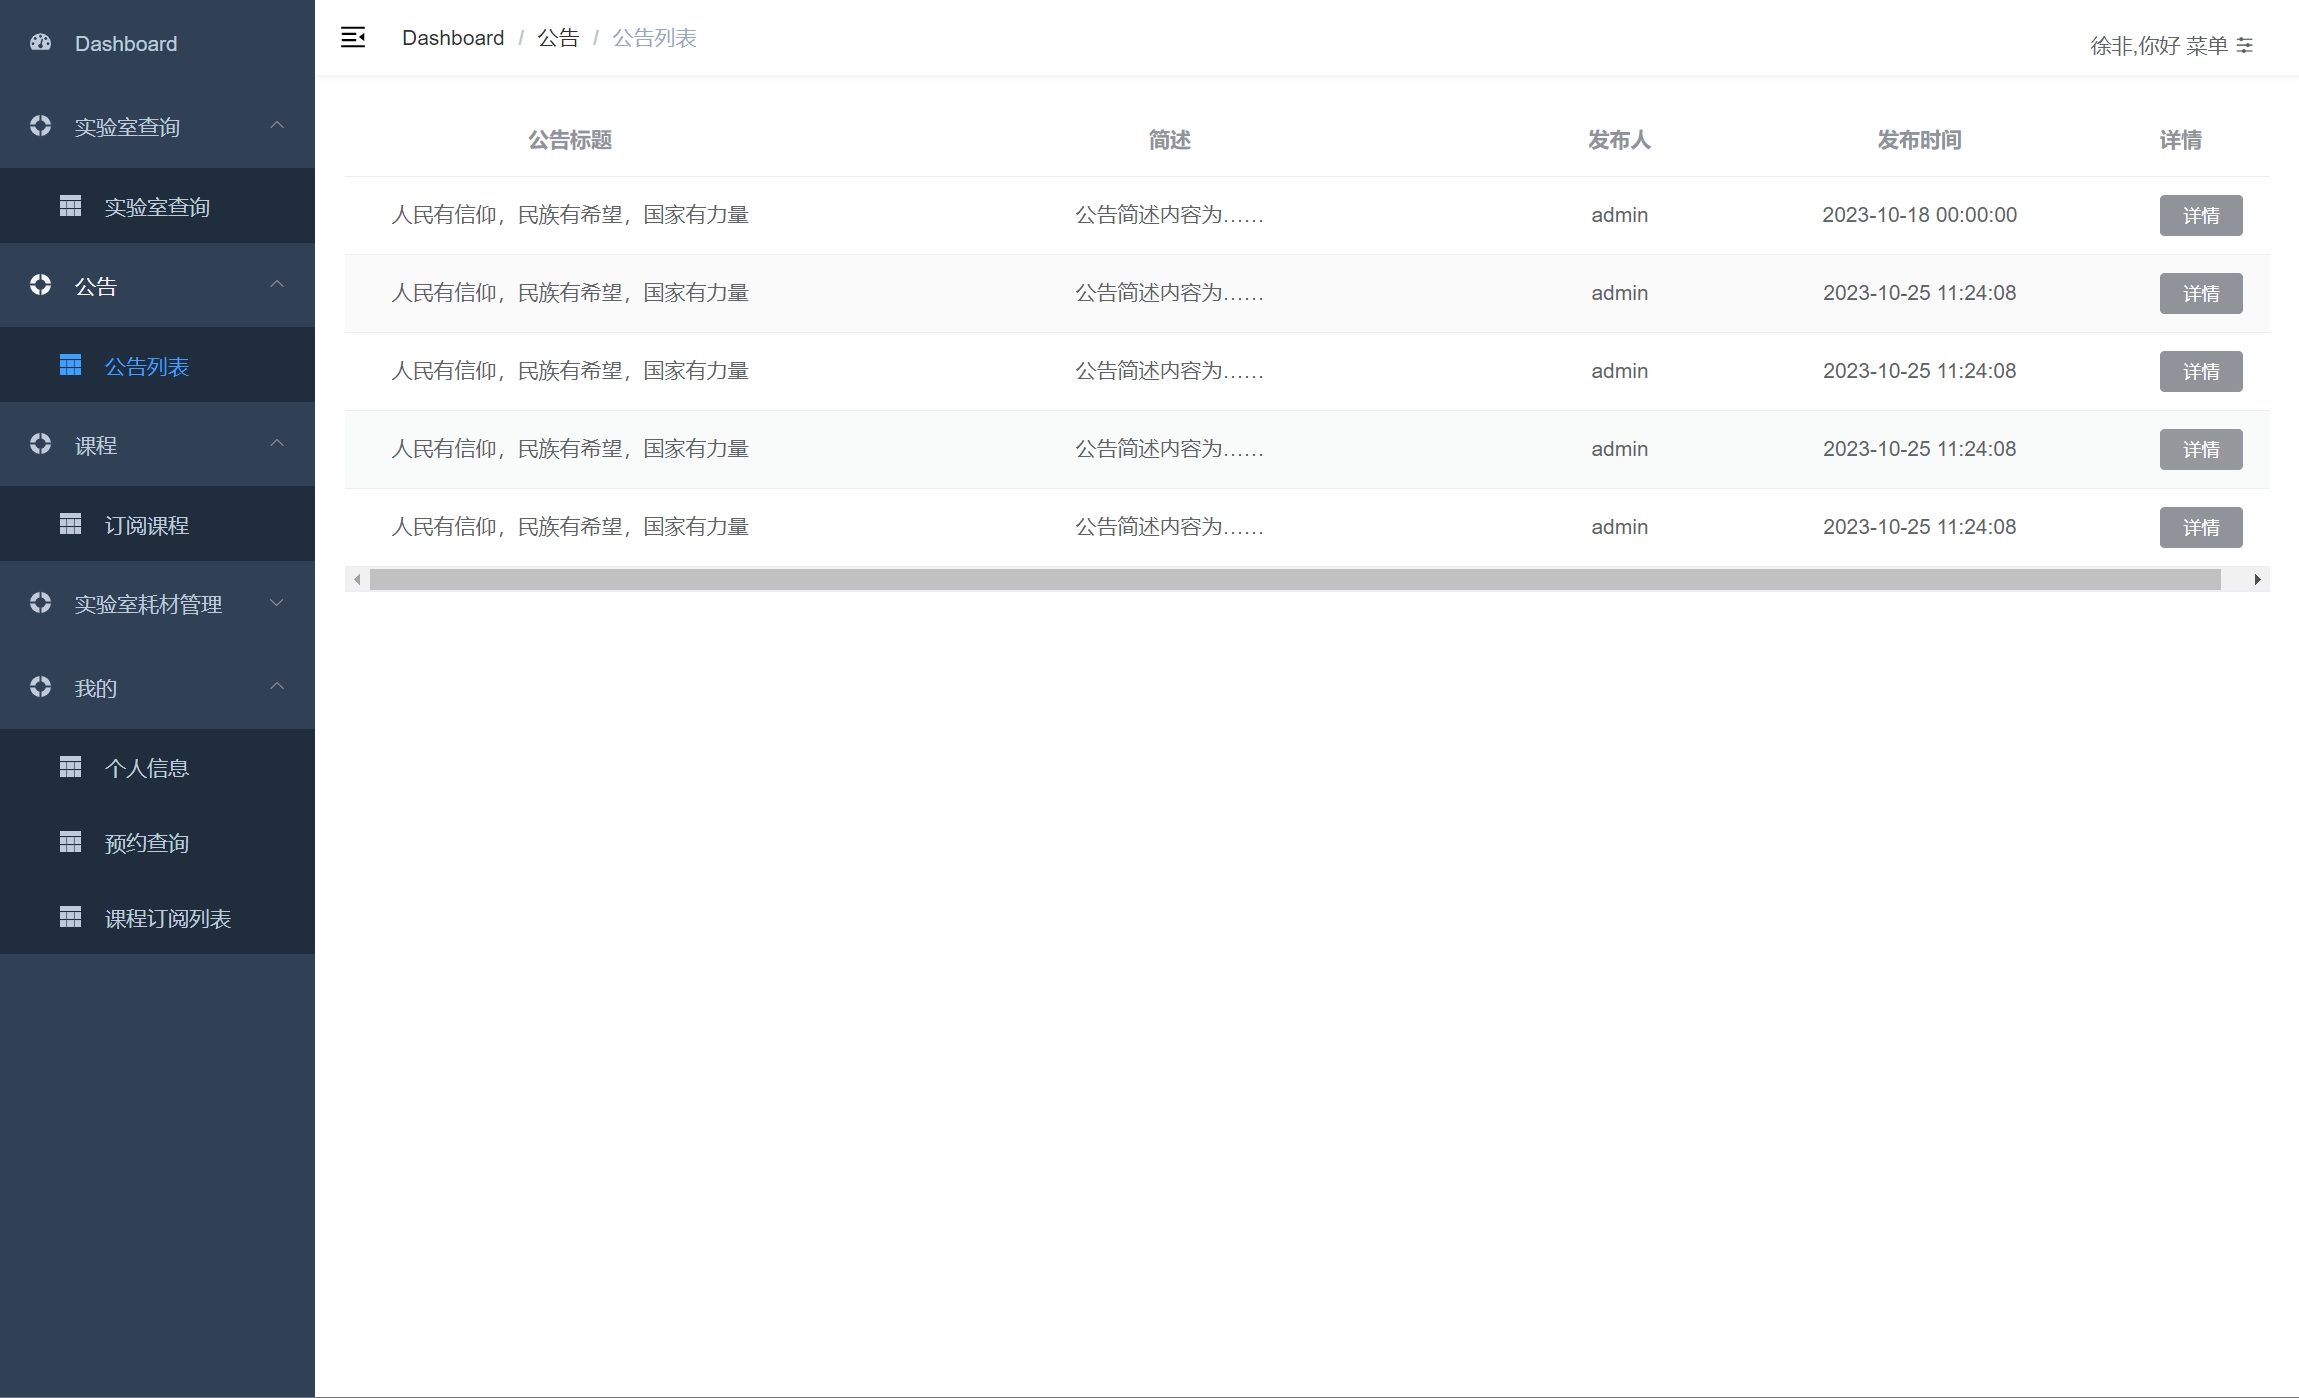 Dashboard
实验室查询
实验室查询
公告
公告列表
课程
订阅课程
实验室耗材管理
我的
个人信息
预约查询
课程订阅列表
Dashboard / 公告 / 公告列表
徐非,你好 菜单
公告标题 简述 发布人 发布时间 详情
人民有信仰，民族有希望，国家有力量 公告简述内容为…… admin 2023-10-18 00:00:00 详情
人民有信仰，民族有希望，国家有力量 公告简述内容为…… admin 2023-10-25 11:24:08 详情
人民有信仰，民族有希望，国家有力量 公告简述内容为…… admin 2023-10-25 11:24:08 详情
人民有信仰，民族有希望，国家有力量 公告简述内容为…… admin 2023-10-25 11:24:08 详情
人民有信仰，民族有希望，国家有力量 公告简述内容为…… admin 2023-10-25 11:24:08 详情